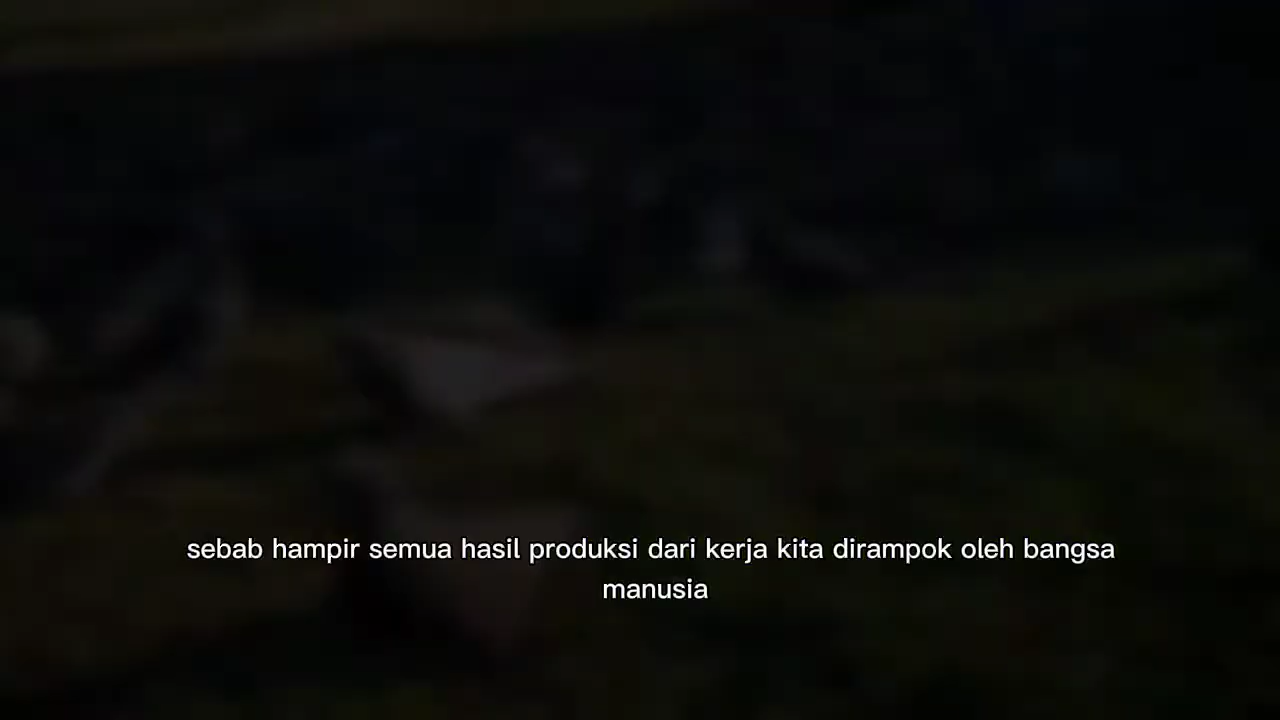 sebab hampir semua hasil produksi dari kerja kita dirampok oleh bangsa
manusia